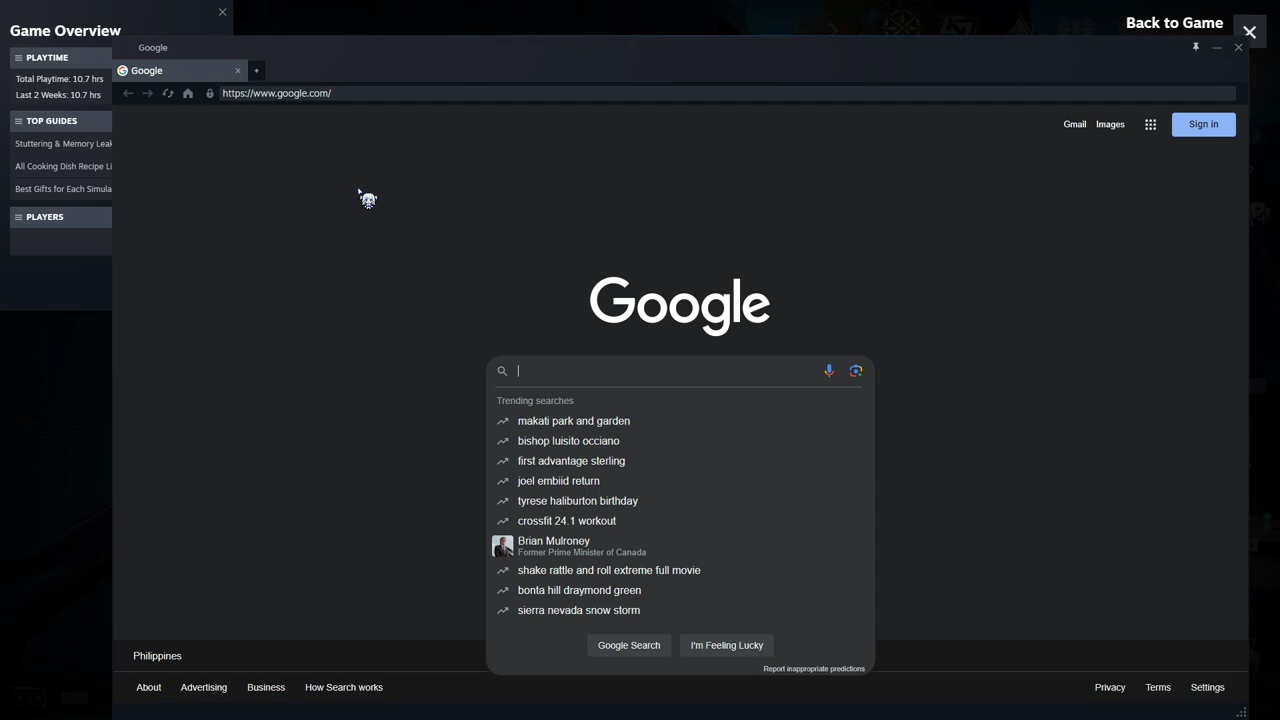 Game Overview
Back to Game
PLAYTIME
Total Playtime: 10.7 hrs
Last 2 Weeks: 10.7 hrs
TOP GUIDES
Stuttering & Memory Leak
All Cooking Dish Recipe Li
Best Gifts for Each Simula
PLAYERS
Google
Google
https://www.google.com/
Gmail Images Sign in
Google
Trending searches
makati park and garden
bishop luisito occiano
first advantage sterling
joel embiid return
tyrese haliburton birthday
crossfit 24.1 workout
Brian Mulroney
Former Prime Minister of Canada
shake rattle and roll extreme full movie
bonta hill draymond green
sierra nevada snow storm
Google Search I'm Feeling Lucky
Report inappropriate predictions
Philippines
About Advertising Business How Search works Privacy Terms Settings